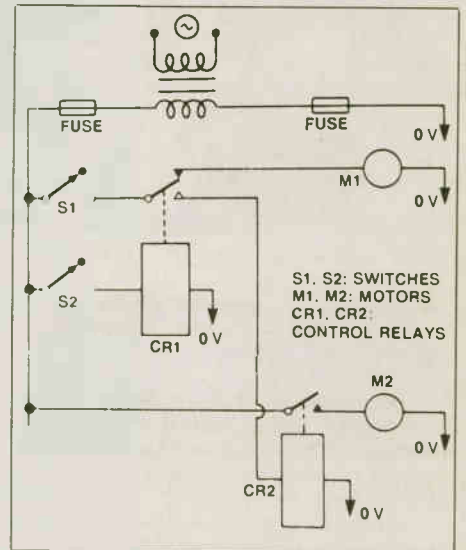 FUSE
FUSE
0 V
M1
0 V
S1
S2
CR1
0 V
S1, S2: SWITCHES
M1, M2: MOTORS
CR1, CR2:
CONTROL RELAYS
M2
0 V
CR2
0 V